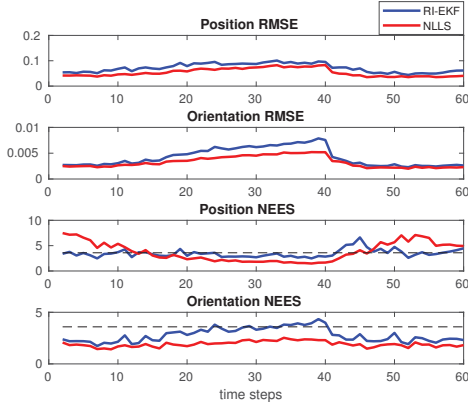 RI-EKF
NLLS
Position RMSE
0.2
0.1
0
0 10 20 30 40 50 60
Orientation RMSE
0.01
0.005
0
0 10 20 30 40 50 60
Position NEES
10
5
0
0 10 20 30 40 50 60
Orientation NEES
5
0
0 10 20 30 40 50 60
time steps